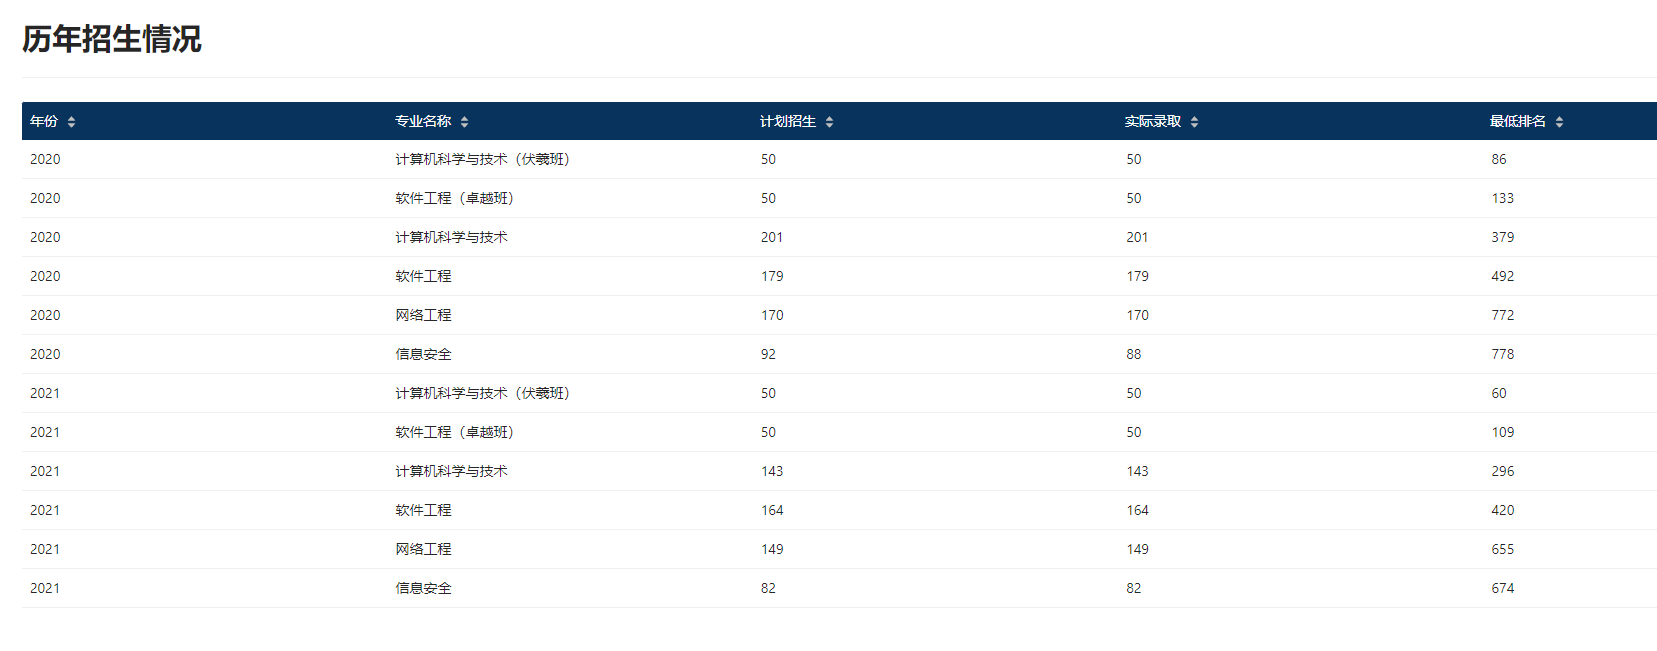 历年招生情况
年份 专业名称 计划招生 实际录取 最低排名
2020 计算机科学与技术（伏羲班） 50 50 86
2020 软件工程（卓越班） 50 50 133
2020 计算机科学与技术 201 201 379
2020 软件工程 179 179 492
2020 网络工程 170 170 772
2020 信息安全 92 88 778
2021 计算机科学与技术（伏羲班） 50 50 60
2021 软件工程（卓越班） 50 50 109
2021 计算机科学与技术 143 143 296
2021 软件工程 164 164 420
2021 网络工程 149 149 655
2021 信息安全 82 82 674